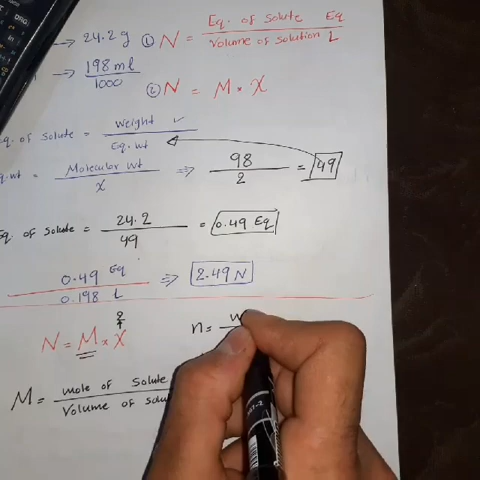 → 24.2 g ① N = Eq. of Solute Eq / Volume of Solution L
→ 198 ml / 1000
② N = M * X
Eq. of Solute = Weight ✓ / Eq. wt
Eq. wt = Molecular wt / X ⇒ 98 / 2 = 49
Eq. of Solute = 24.2 / 49 = 0.49 Eq
0.49 Eq / 0.198 L ⇒ 2.49 N
N = M * X n = W
M = mole of Solute / Volume of